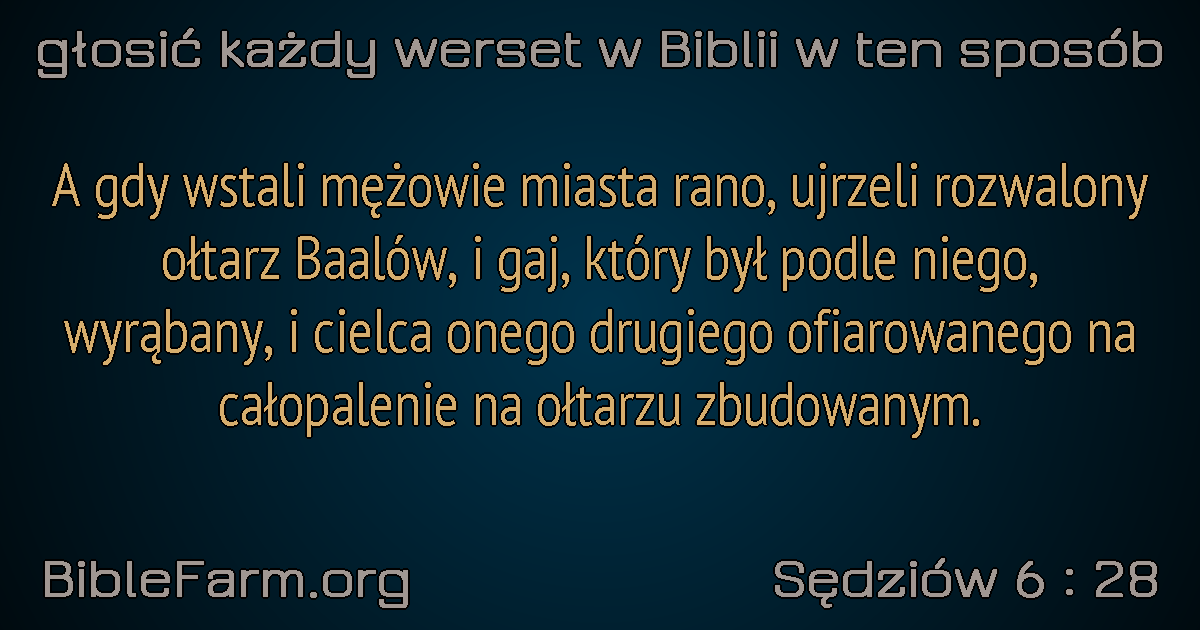 głosić każdy werset w Biblii w ten sposób
A gdy wstali mężowie miasta rano, ujrzeli rozwalony
ołtarz Baalów, i gaj, który był podle niego,
wyrąbany, i cielca onego drugiego ofiarowanego na
całopalenie na ołtarzu zbudowanym.
BibleFarm.org
Sędziów 6 : 28